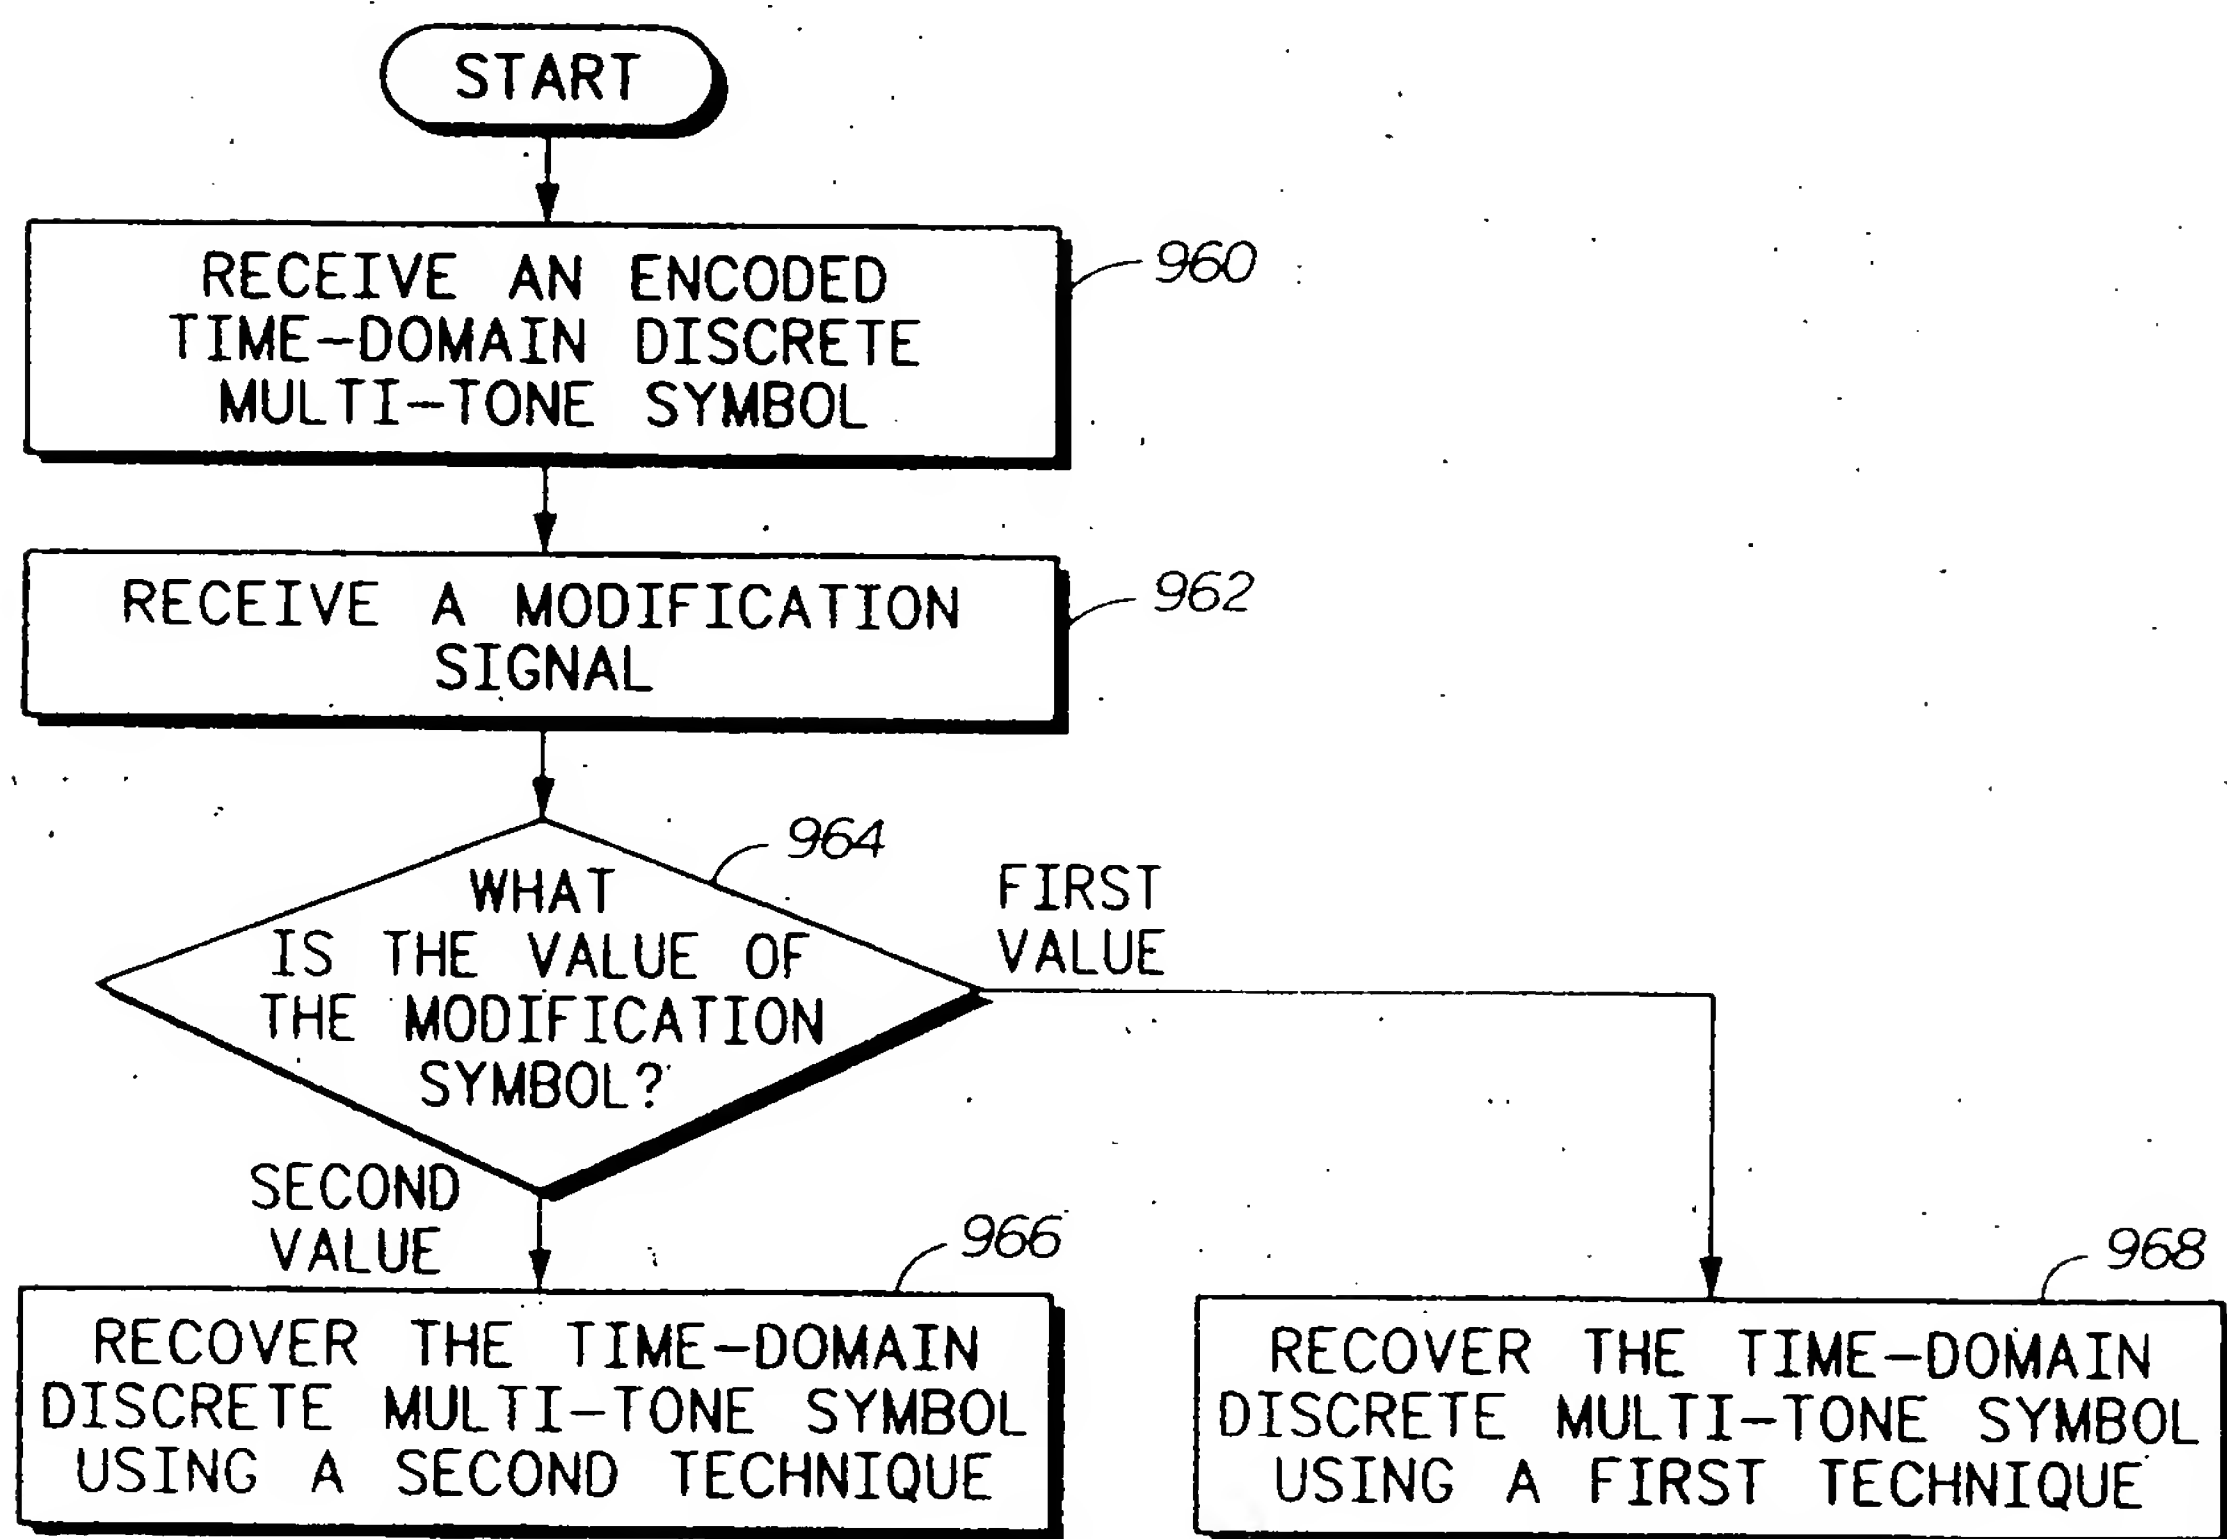 START
RECEIVE AN ENCODED
TIME-DOMAIN DISCRETE
MULTI-TONE SYMBOL
960
RECEIVE A MODIFICATION
SIGNAL
962
964
WHAT
IS THE VALUE OF
THE MODIFICATION
SYMBOL?
FIRST
VALUE
SECOND
VALUE
966
RECOVER THE TIME-DOMAIN
DISCRETE MULTI-TONE SYMBOL
USING A SECOND TECHNIQUE
968
RECOVER THE TIME-DOMAIN
DISCRETE MULTI-TONE SYMBOL
USING A FIRST TECHNIQUE